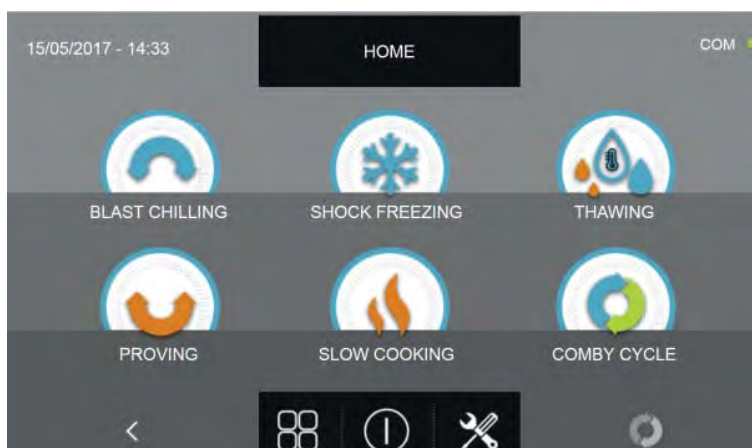 15/05/2017 - 14:33 HOME COM
BLAST CHILLING SHOCK FREEZING THAWING
PROVING SLOW COOKING COMBY CYCLE